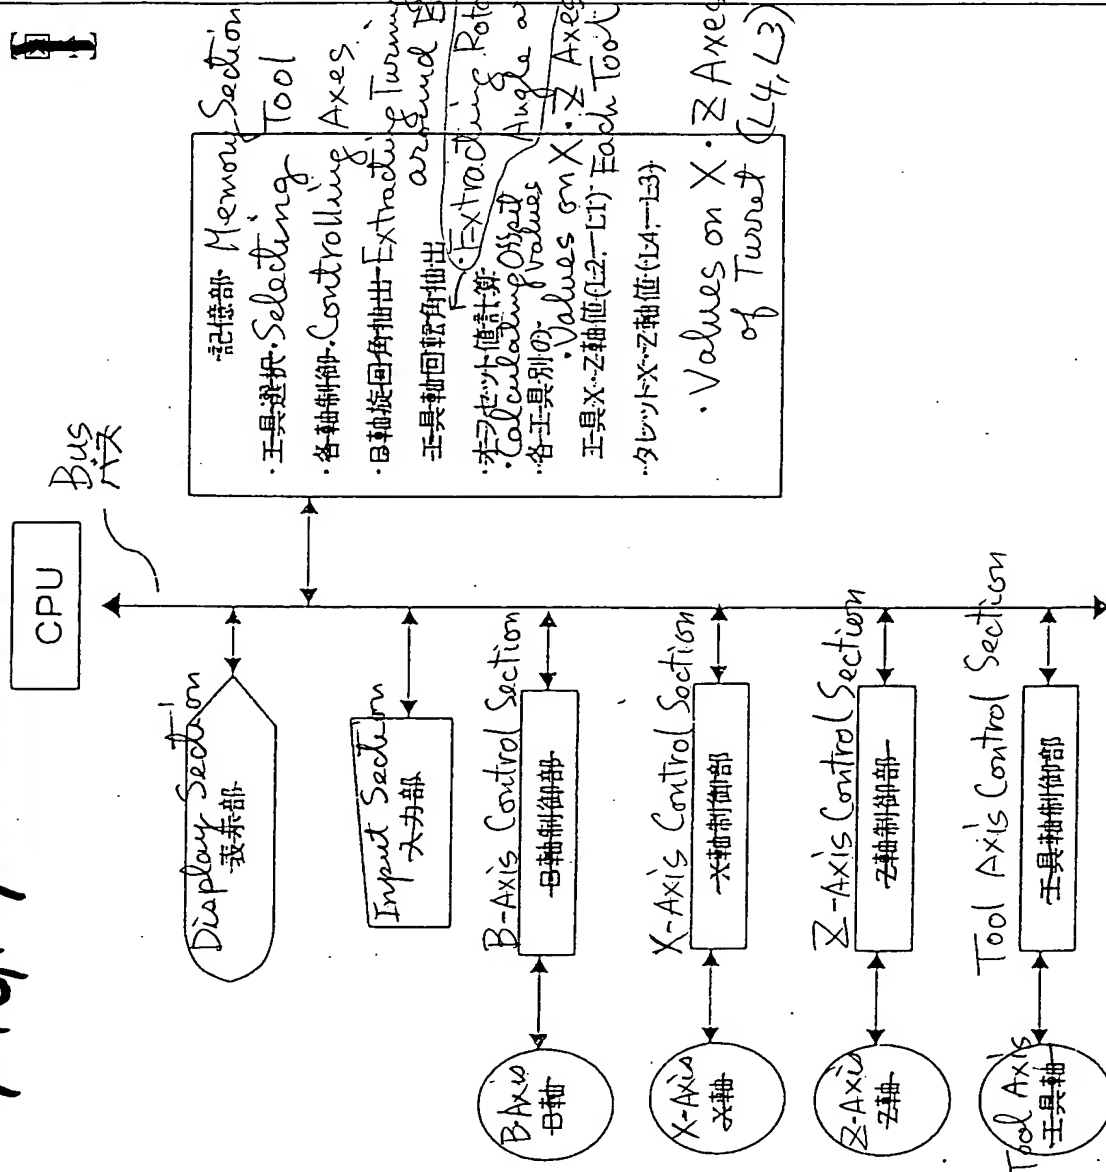 CPU
Bus
バス
記憶部 Memory Section
・工具選択・Selecting Tool
・各軸制御・Controlling Axes
・B軸旋回角抽出・Extracting Turning
around
工具軸回転角抽出
・Extracting
Angle
・オフセット値計算
・Calculating Offset
values
・各工具別の
・Values on X・Z Axes
工具X・Z軸値(L2, L1) Each Tool
・タレットX・Z軸値(L4, L3)
・Values on X・Z Axes
of Turret (L4, L3)
Display Section
表示部
Input Section
入力部
B-Axis Control Section
B軸制御部
B-Axis
B軸
X-Axis Control Section
X軸制御部
X-Axis
X軸
Z-Axis Control Section
Z軸制御部
Z-Axis
Z軸
Tool Axis Control Section
工具軸制御部
Tool Axis
工具軸